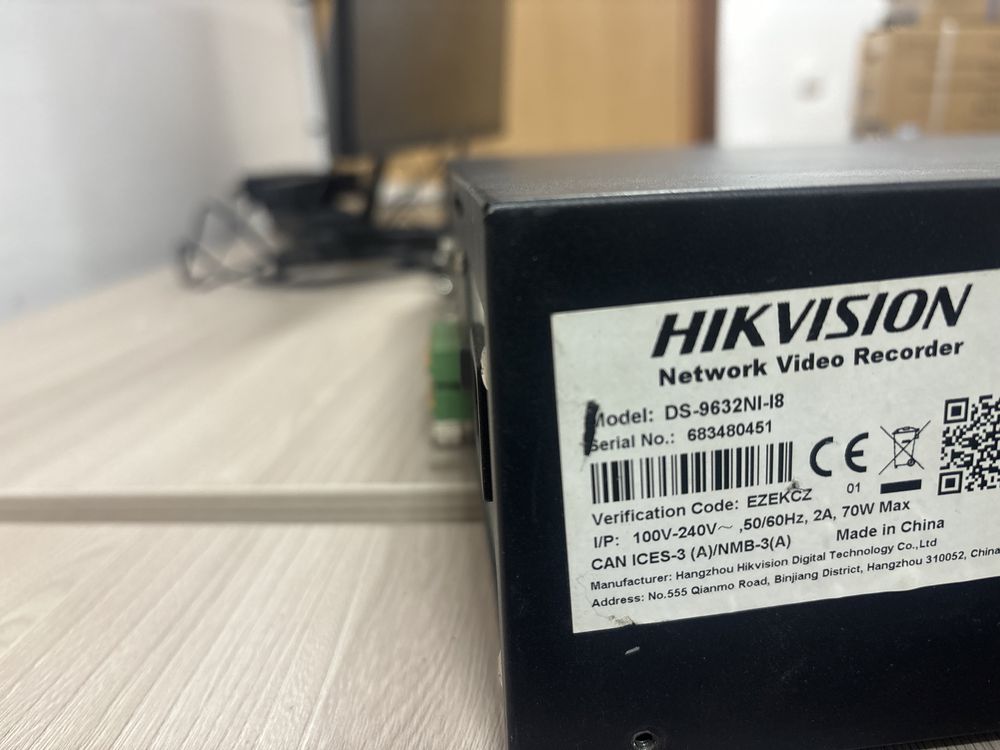 HIKVISION
Network Video Recorder
Model: DS-9632NI-I8
Serial No.: 683480451
Verification Code: EZEKCZ
01
I/P: 100V-240V～ ,50/60Hz, 2A, 70W Max
CAN ICES-3 (A)/NMB-3(A) Made in China
Manufacturer: Hangzhou Hikvision Digital Technology Co.,Ltd
Address: No.555 Qianmo Road, Binjiang District, Hangzhou 310052, China